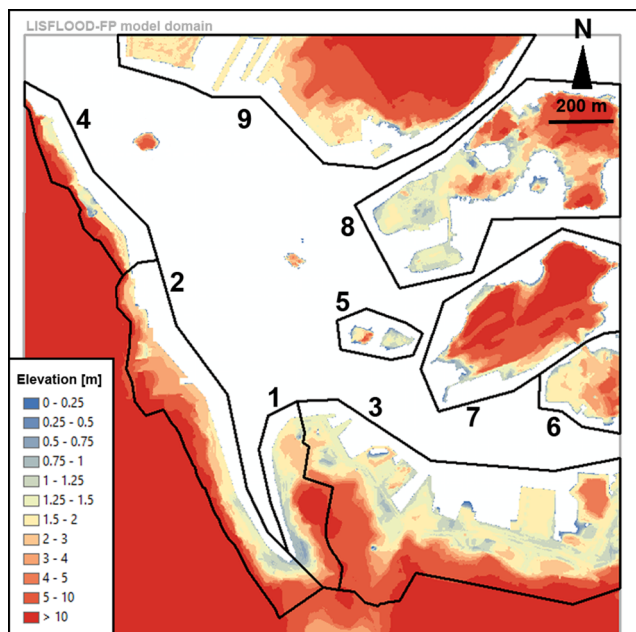 LISFLOOD-FP model domain
N
200 m
4
9
8
2
5
1
3
7
6
Elevation [m]
0 - 0.25
0.25 - 0.5
0.5 - 0.75
0.75 - 1
1 - 1.25
1.25 - 1.5
1.5 - 2
2 - 3
3 - 4
4 - 5
5 - 10
> 10